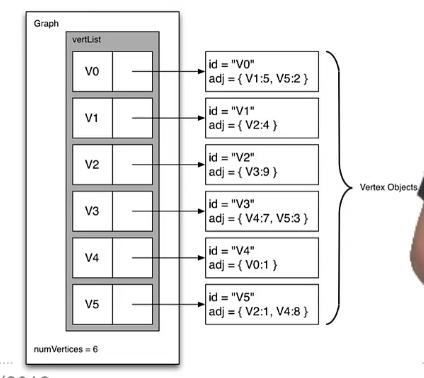 Graph
vertList
V0
id = "V0"
adj = { V1:5, V5:2 }
V1
id = "V1"
adj = { V2:4 }
V2
id = "V2"
adj = { V3:9 }
V3
id = "V3"
adj = { V4:7, V5:3 }
V4
id = "V4"
adj = { V0:1 }
V5
id = "V5"
adj = { V2:1, V4:8 }
Vertex Objects
numVertices = 6